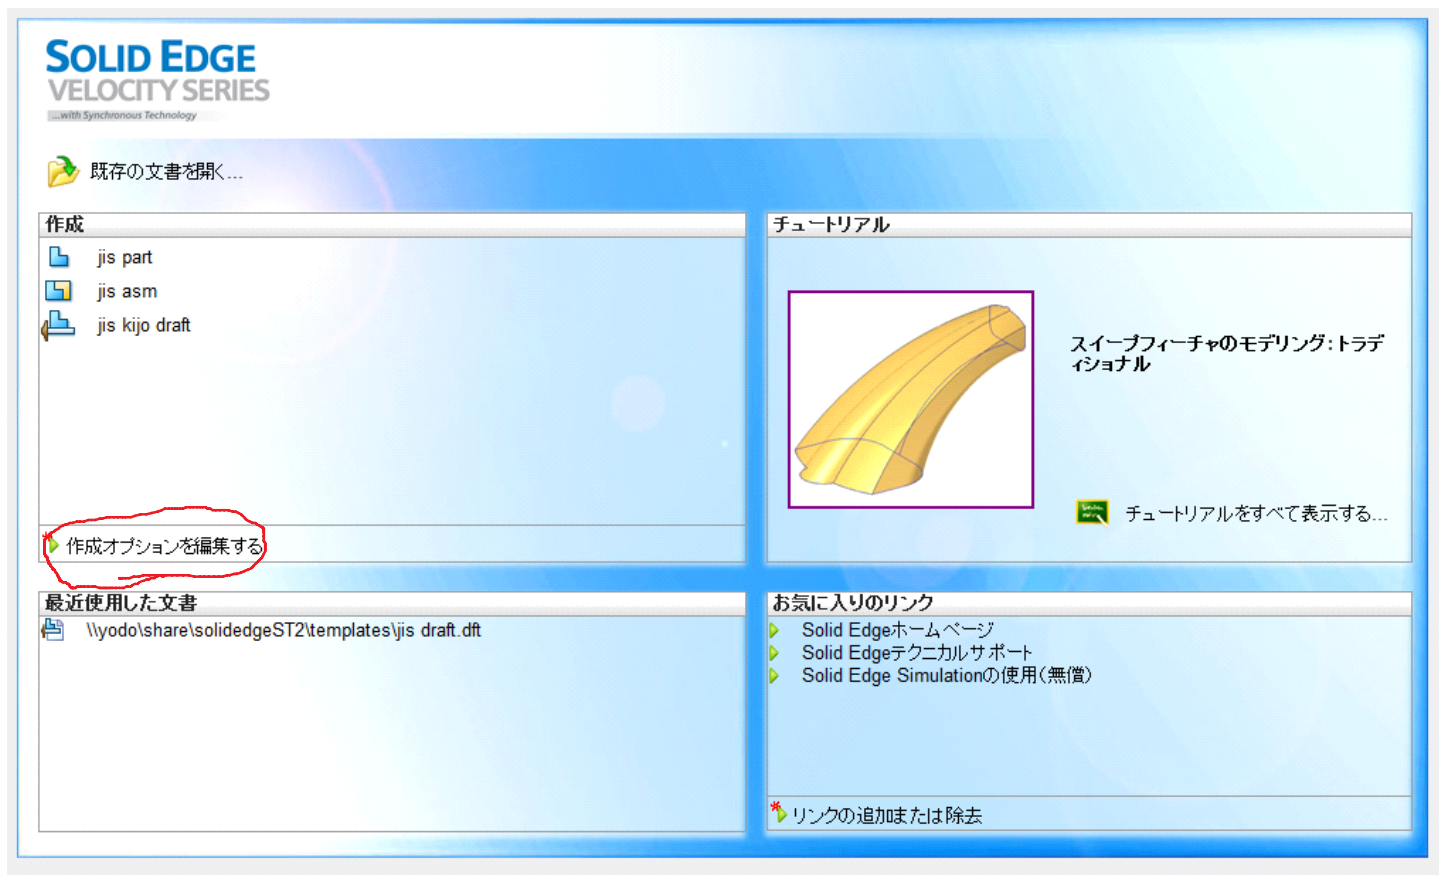 SOLID EDGE
VELOCITY SERIES
...with Synchronous Technology
既存の文書を開く...
作成
jis part
jis asm
jis kijo draft
作成オプションを編集する
最近使用した文書
\\yodo\share\solidedgeST2\templates\jis draft.dft
チュートリアル
スイープフィーチャのモデリング:トラデ
ィショナル
チュートリアルをすべて表示する...
お気に入りのリンク
Solid Edgeホームページ
Solid Edgeテクニカルサポート
Solid Edge Simulationの使用(無償)
リンクの追加または除去